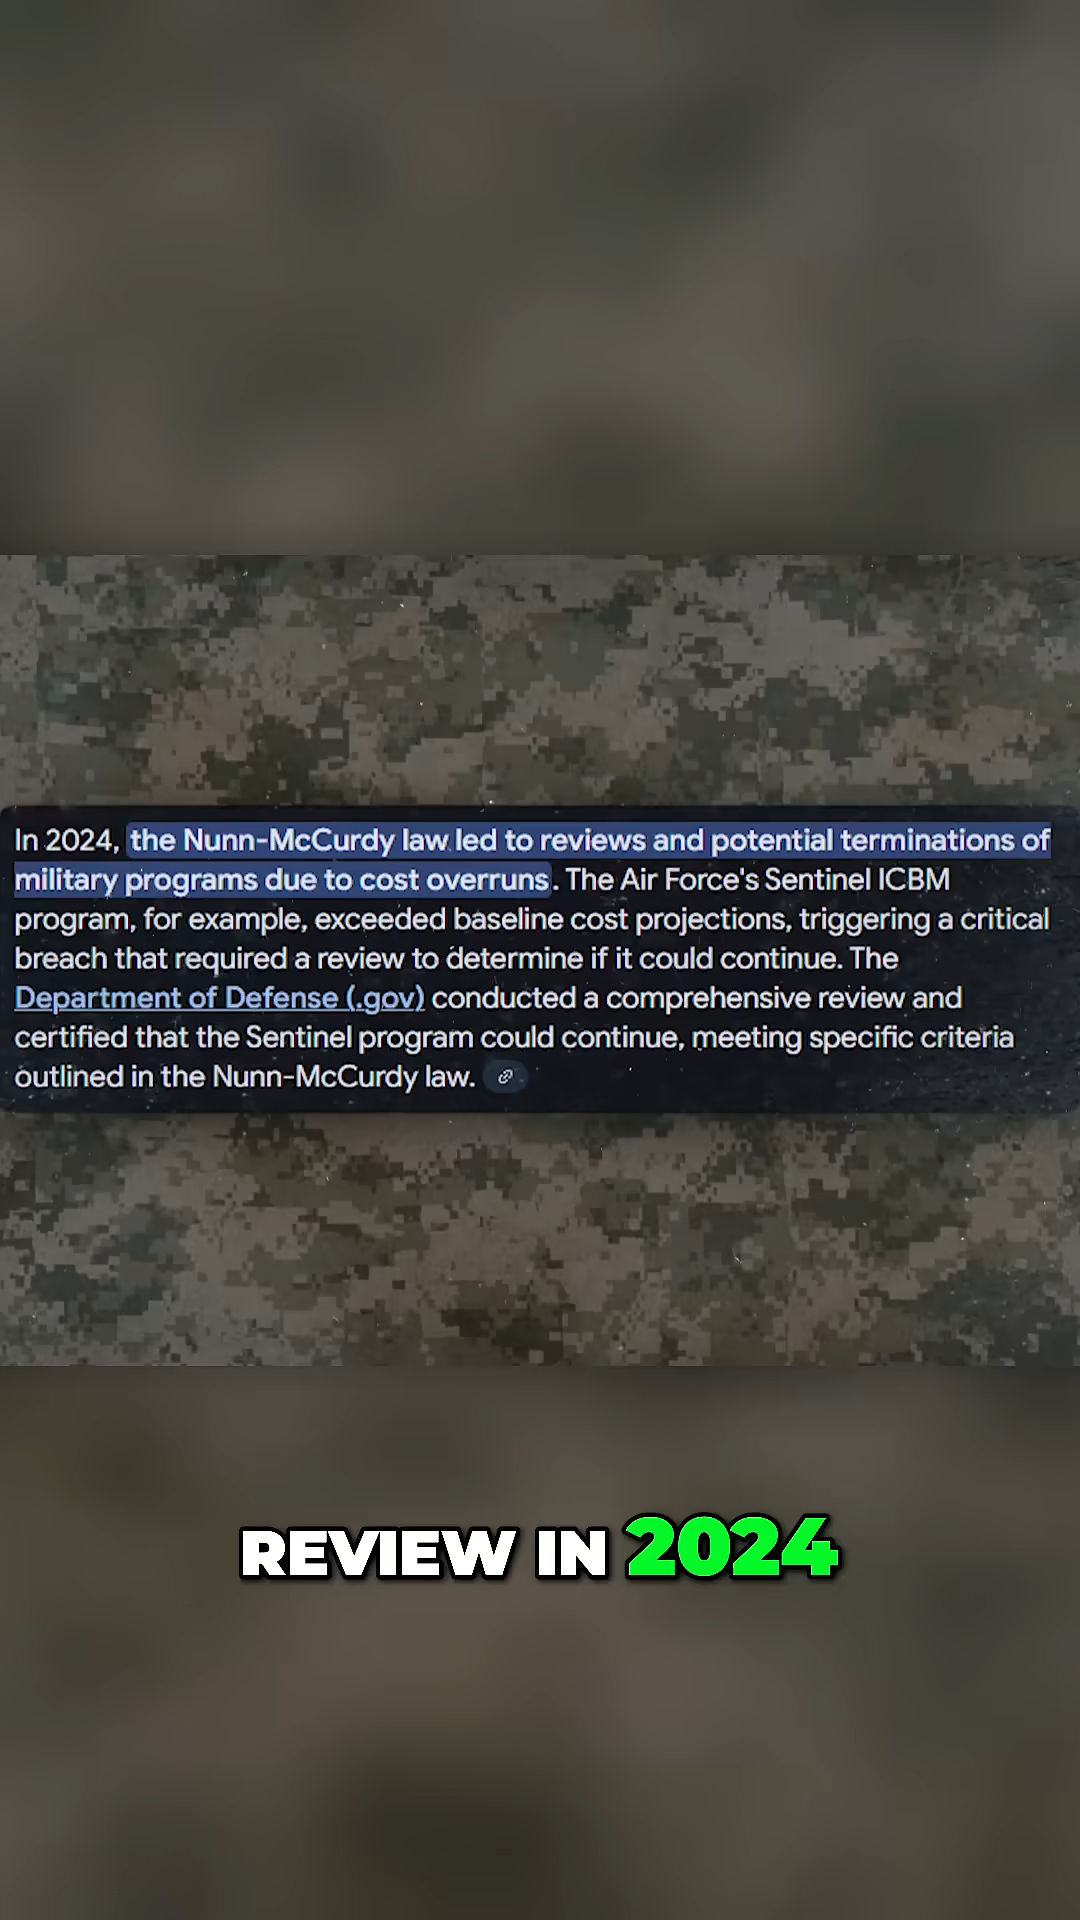 In 2024, the Nunn-McCurdy law led to reviews and potential terminations of
military programs due to cost overruns. The Air Force's Sentinel ICBM
program, for example, exceeded baseline cost projections, triggering a critical
breach that required a review to determine if it could continue. The
Department of Defense (.gov) conducted a comprehensive review and
certified that the Sentinel program could continue, meeting specific criteria
outlined in the Nunn-McCurdy law.
REVIEW IN 2024